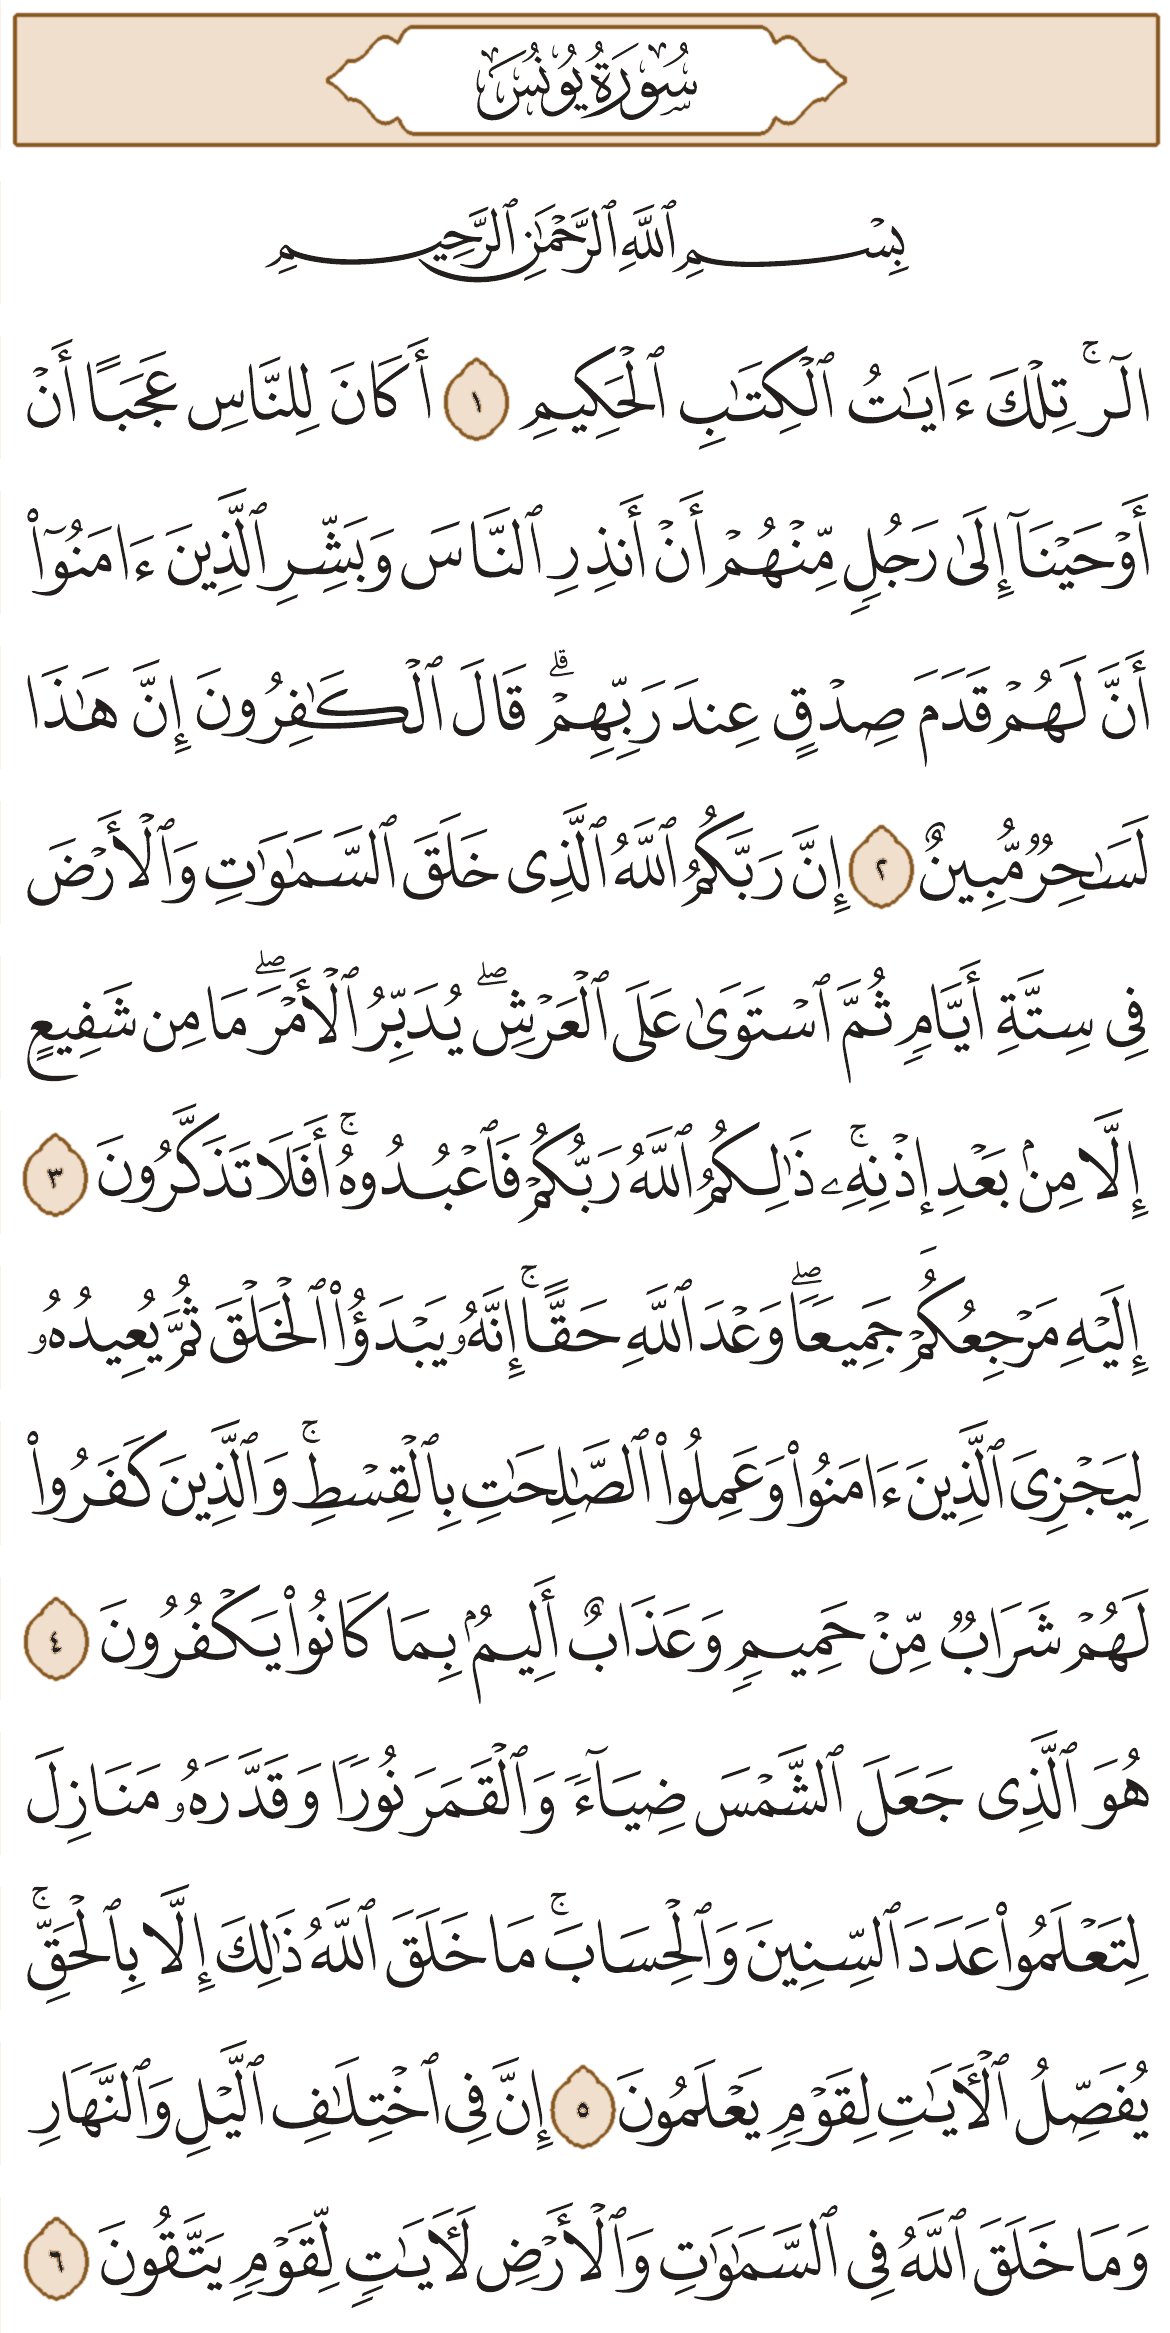 سُورَةُ يُونُسَ
بِسْمِ ٱللَّهِ ٱلرَّحْمَٰنِ ٱلرَّحِيمِ
الٓر ۚ تِلْكَ ءَايَٰتُ ٱلْكِتَٰبِ ٱلْحَكِيمِ ١ أَكَانَ لِلنَّاسِ عَجَبًا أَنْ
أَوْحَيْنَآ إِلَىٰ رَجُلٍ مِّنْهُمْ أَنْ أَنذِرِ ٱلنَّاسَ وَبَشِّرِ ٱلَّذِينَ ءَامَنُوٓا۟
أَنَّ لَهُمْ قَدَمَ صِدْقٍ عِندَ رَبِّهِمْ ۗ قَالَ ٱلْكَٰفِرُونَ إِنَّ هَٰذَا
لَسَٰحِرٌ مُّبِينٌ ٢ إِنَّ رَبَّكُمُ ٱللَّهُ ٱلَّذِى خَلَقَ ٱلسَّمَٰوَٰتِ وَٱلْأَرْضَ
فِى سِتَّةِ أَيَّامٍ ثُمَّ ٱسْتَوَىٰ عَلَى ٱلْعَرْشِ ۖ يُدَبِّرُ ٱلْأَمْرَ ۖ مَا مِن شَفِيعٍ
إِلَّا مِنۢ بَعْدِ إِذْنِهِۦ ۚ ذَٰلِكُمُ ٱللَّهُ رَبُّكُمْ فَٱعْبُدُوهُ ۚ أَفَلَا تَذَكَّرُونَ ٣
إِلَيْهِ مَرْجِعُكُمْ جَمِيعًا ۖ وَعْدَ ٱللَّهِ حَقًّا ۚ إِنَّهُۥ يَبْدَؤُا۟ ٱلْخَلْقَ ثُمَّ يُعِيدُهُۥ
لِيَجْزِىَ ٱلَّذِينَ ءَامَنُوا۟ وَعَمِلُوا۟ ٱلصَّٰلِحَٰتِ بِٱلْقِسْطِ ۚ وَٱلَّذِينَ كَفَرُوا۟
لَهُمْ شَرَابٌ مِّنْ حَمِيمٍ وَعَذَابٌ أَلِيمٌۢ بِمَا كَانُوا۟ يَكْفُرُونَ ٤
هُوَ ٱلَّذِى جَعَلَ ٱلشَّمْسَ ضِيَآءً وَٱلْقَمَرَ نُورًا وَقَدَّرَهُۥ مَنَازِلَ
لِتَعْلَمُوا۟ عَدَدَ ٱلسِّنِينَ وَٱلْحِسَابَ ۚ مَا خَلَقَ ٱللَّهُ ذَٰلِكَ إِلَّا بِٱلْحَقِّ ۚ
يُفَصِّلُ ٱلْءَايَٰتِ لِقَوْمٍ يَعْلَمُونَ ٥ إِنَّ فِى ٱخْتِلَٰفِ ٱلَّيْلِ وَٱلنَّهَارِ
وَمَا خَلَقَ ٱللَّهُ فِى ٱلسَّمَٰوَٰتِ وَٱلْأَرْضِ لَءَايَٰتٍ لِّقَوْمٍ يَتَّقُونَ ٦